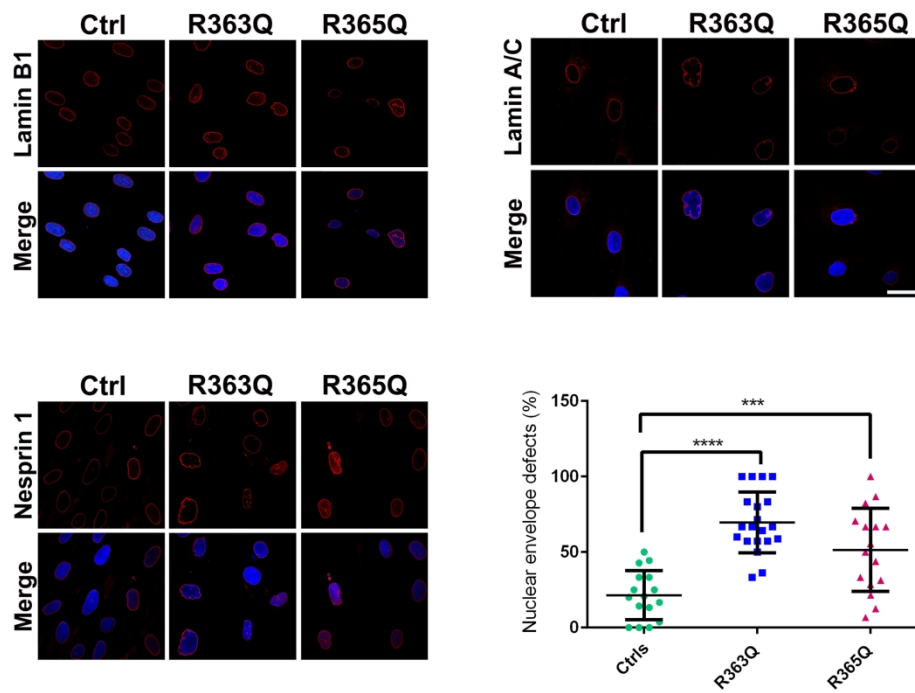 Ctrl R363Q R365Q
Lamin B1
Merge
Ctrl R363Q R365Q
Lamin A/C
Merge
Ctrl R363Q R365Q
Nesprin 1
Merge
Nuclear envelope defects (%)
150
100
50
0
***
****
Ctrls
R363Q
R365Q